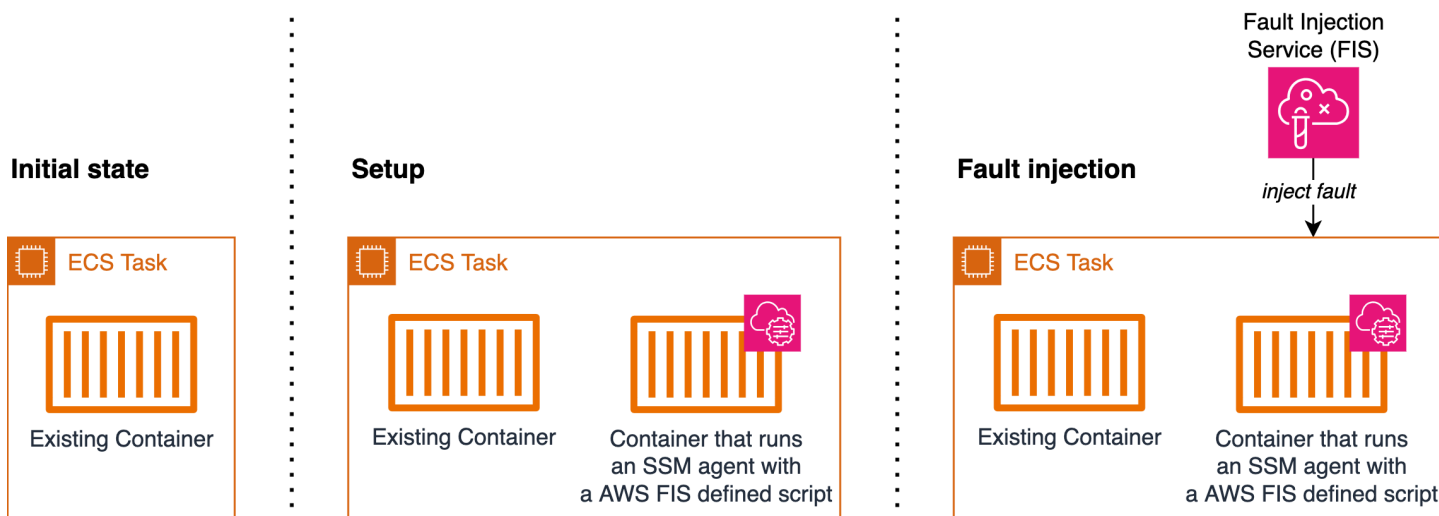 Initial state
ECS Task
Existing Container
Setup
ECS Task
Existing Container
Container that runs
an SSM agent with
a AWS FIS defined script
Fault Injection
Service (FIS)
Fault injection
inject fault
ECS Task
Existing Container
Container that runs
an SSM agent with
a AWS FIS defined script